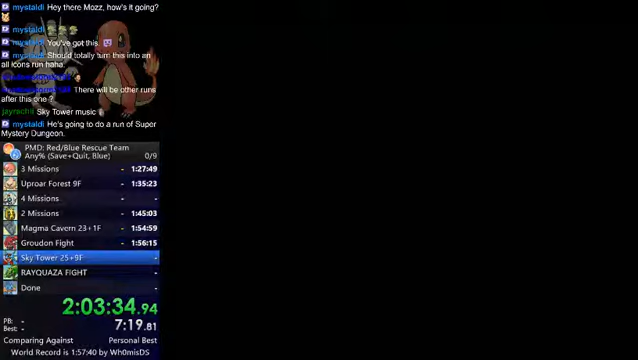 mystaldi: Hey there Mozz, how's it going?
mystaldi:
mystaldi: You've got this.
mystaldi: Should totally turn this into an
all icons run haha.
There will be other runs
after this one ?
jayrachit: Sky Tower music
mystaldi: He's going to do a run of Super
Mystery Dungeon.
PMD: Red/Blue Rescue Team
Any% (Save+Quit, Blue) 0/9
3 Missions - 1:27:49
Uproar Forest 9F - 1:35:23
4 Missions - -
2 Missions - 1:45:03
Magma Cavern 23+1F - 1:54:59
Groudon Fight - 1:56:15
Sky Tower 25+9F -
RAYQUAZA FIGHT -
Done -
2:03:34.94
PB: -
Best: -
7:19.81
Comparing Against Personal Best
World Record is 1:57:40 by Wh0misDS